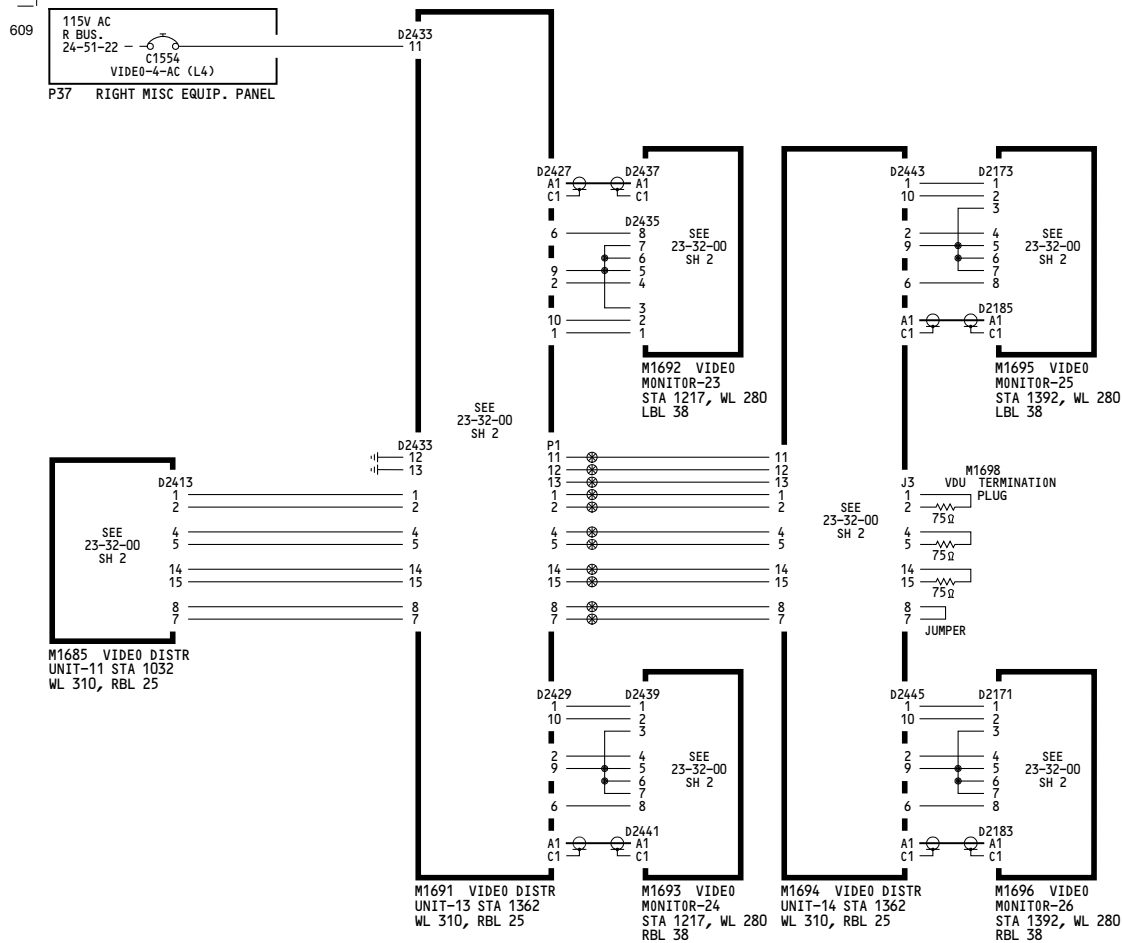 609
115V AC
R BUS.
24-51-22
C1554
VIDEO-4-AC (L4)
P37 RIGHT MISC EQUIP. PANEL
D2433
11
D2427
A1
C1
6
9
2
10
1
D2437
A1
C1
D2435
8
7
6
5
4
3
2
1
SEE
23-32-00
SH 2
M1692 VIDEO
MONITOR-23
STA 1217, WL 280
LBL 38
D2443
1
10
2
9
6
A1
C1
D2173
1
2
3
4
5
6
7
8
D2185
A1
C1
SEE
23-32-00
SH 2
M1695 VIDEO
MONITOR-25
STA 1392, WL 280
LBL 38
D2413
1
2
4
5
14
15
8
7
SEE
23-32-00
SH 2
M1685 VIDEO DISTR
UNIT-11 STA 1032
WL 310, RBL 25
D2433
12
13
1
2
4
5
14
15
8
7
SEE
23-32-00
SH 2
P1
11
12
13
1
2
4
5
14
15
8
7
11
12
13
1
2
4
5
14
15
8
7
SEE
23-32-00
SH 2
J3
1
2
4
5
14
15
8
7
M1698
VDU TERMINATION
PLUG
75Ω
75Ω
75Ω
JUMPER
D2429
1
10
2
9
6
A1
C1
D2439
1
2
3
4
5
6
7
8
D2441
A1
C1
SEE
23-32-00
SH 2
D2445
1
10
2
9
6
A1
C1
D2171
1
2
3
4
5
6
7
8
D2183
A1
C1
SEE
23-32-00
SH 2
M1691 VIDEO DISTR
UNIT-13 STA 1362
WL 310, RBL 25
M1693 VIDEO
MONITOR-24
STA 1217, WL 280
RBL 38
M1694 VIDEO DISTR
UNIT-14 STA 1362
WL 310, RBL 25
M1696 VIDEO
MONITOR-26
STA 1392, WL 280
RBL 38